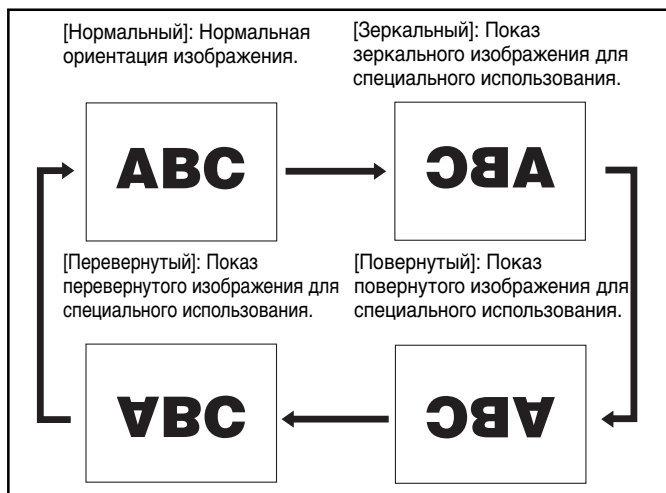 [Нормальный]: Нормальная
ориентация изображения.
[Зеркальный]: Показ
зеркального изображения для
специального использования.
ABC
ABC
[Перевернутый]: Показ
перевернутого изображения для
специального использования.
[Повернутый]: Показ
повернутого изображения для
специального использования.
ABC
ABC